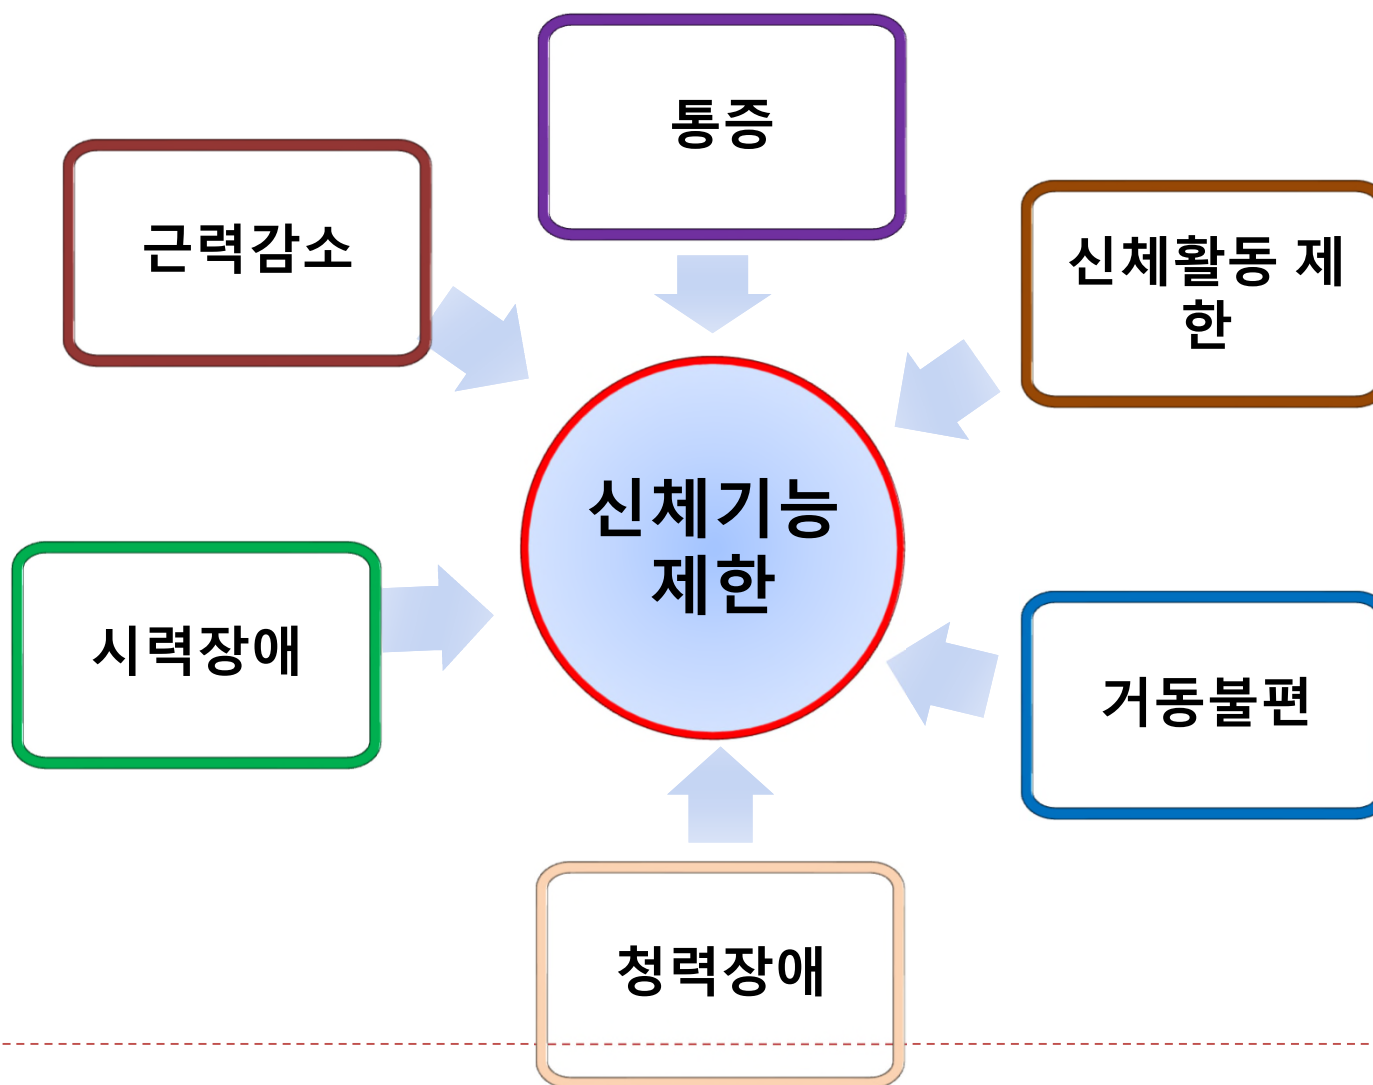 통증
근력감소
신체활동 제
한
신체기능
제한
시력장애
거동불편
청력장애